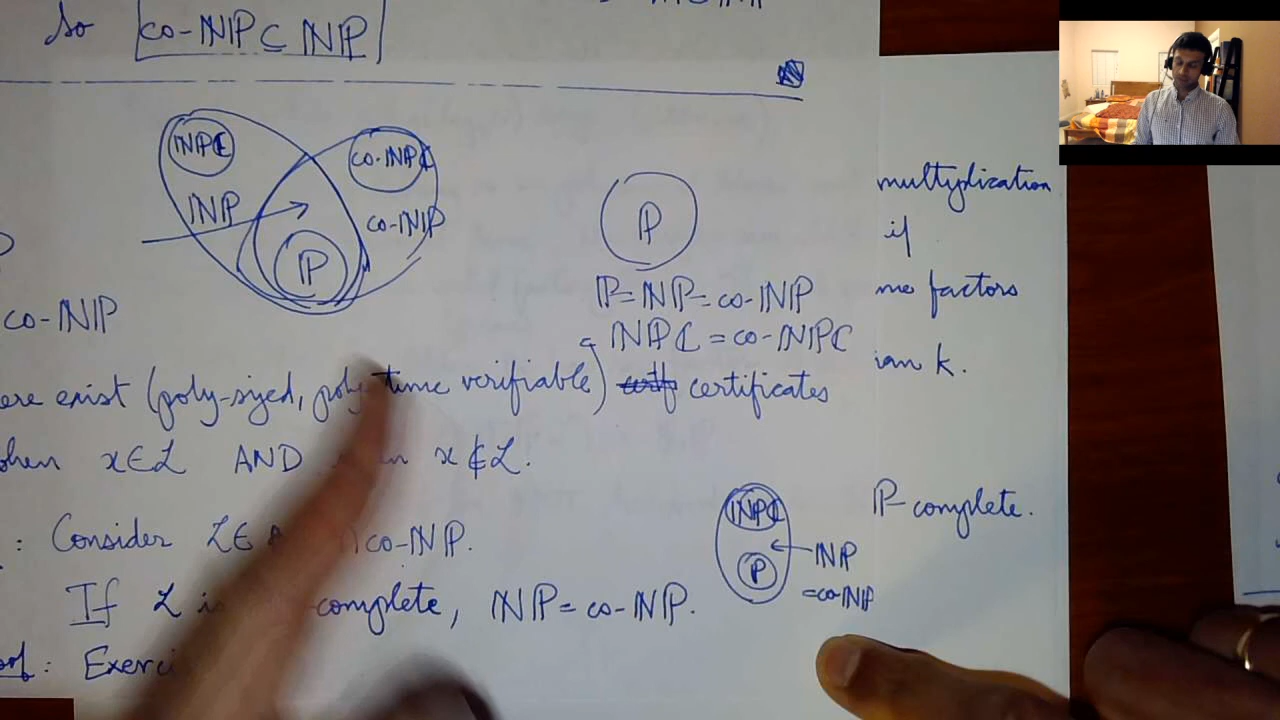 So co-NP ⊆ NP
NPC
co-NPC
NP
co-NP
P
co-NP
P
P=NP=co-NP
NPC = co-NPC
multiplication
if
me factors
an k.
ere exist (poly-sized, poly-time verifiable) certificates
when x∈L AND x∉L.
: Consider L∈ ∩co-NP.
If L is complete, NP=co-NP.
oof: Exerci
NPC
P
NP
=co-NP
P-complete.